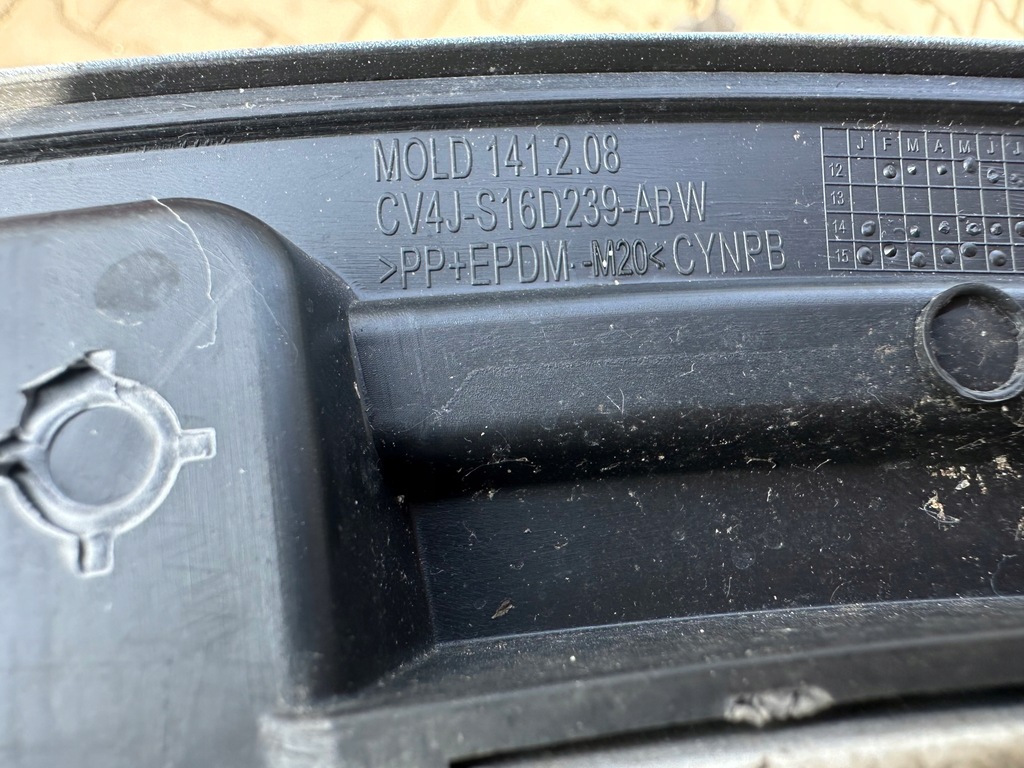 MOLD 141.2.08
CV4J-S16D239-ABW
>PP+EPDM--M20< CYNPB
J F M A M J J
12
13
14
15